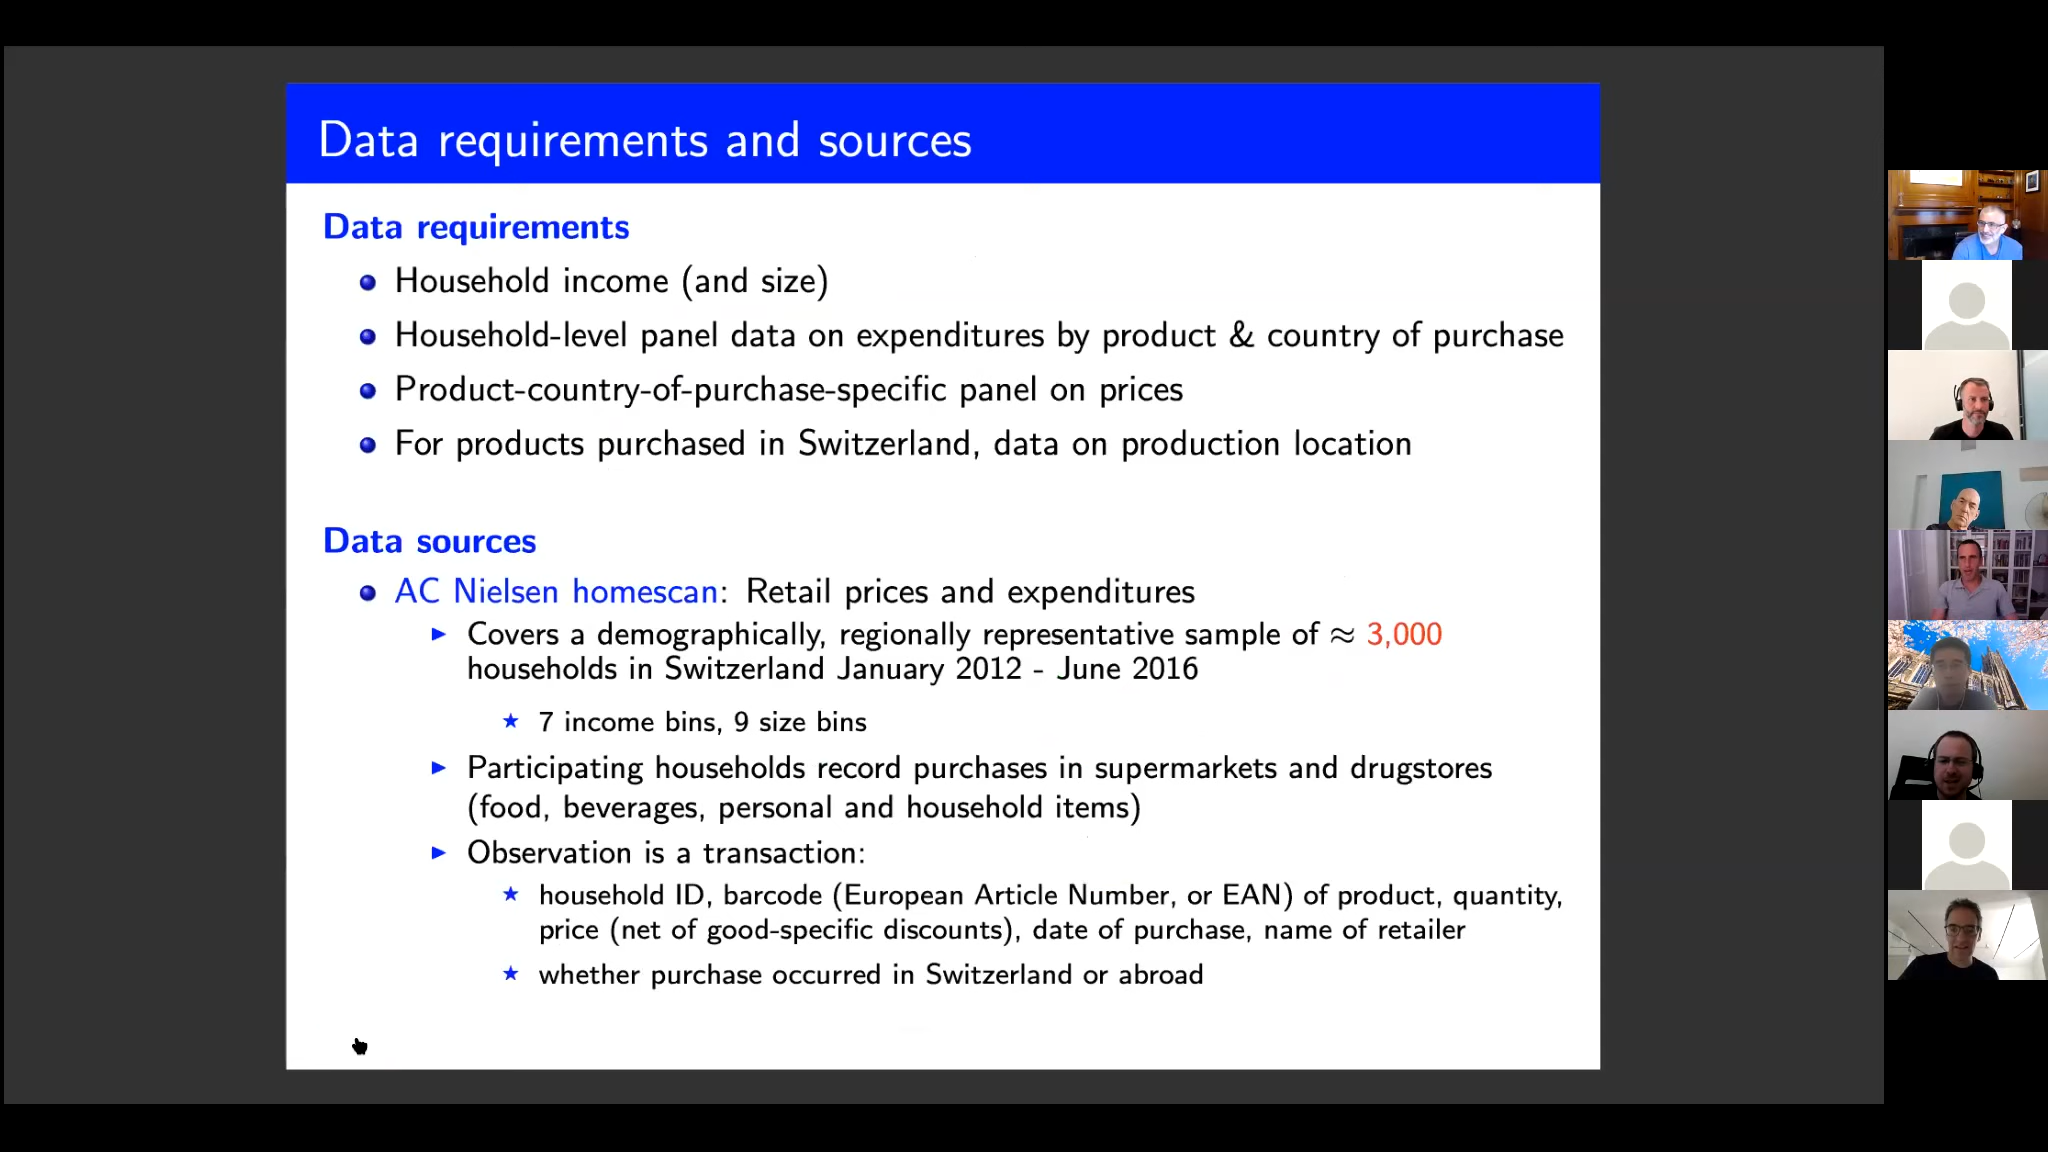 Data requirements and sources
Data requirements
Household income (and size)
Household-level panel data on expenditures by product & country of purchase
Product-country-of-purchase-specific panel on prices
For products purchased in Switzerland, data on production location
Data sources
AC Nielsen homescan: Retail prices and expenditures
Covers a demographically, regionally representative sample of ≈ 3,000
households in Switzerland January 2012 - June 2016
7 income bins, 9 size bins
Participating households record purchases in supermarkets and drugstores
(food, beverages, personal and household items)
Observation is a transaction:
household ID, barcode (European Article Number, or EAN) of product, quantity,
price (net of good-specific discounts), date of purchase, name of retailer
whether purchase occurred in Switzerland or abroad